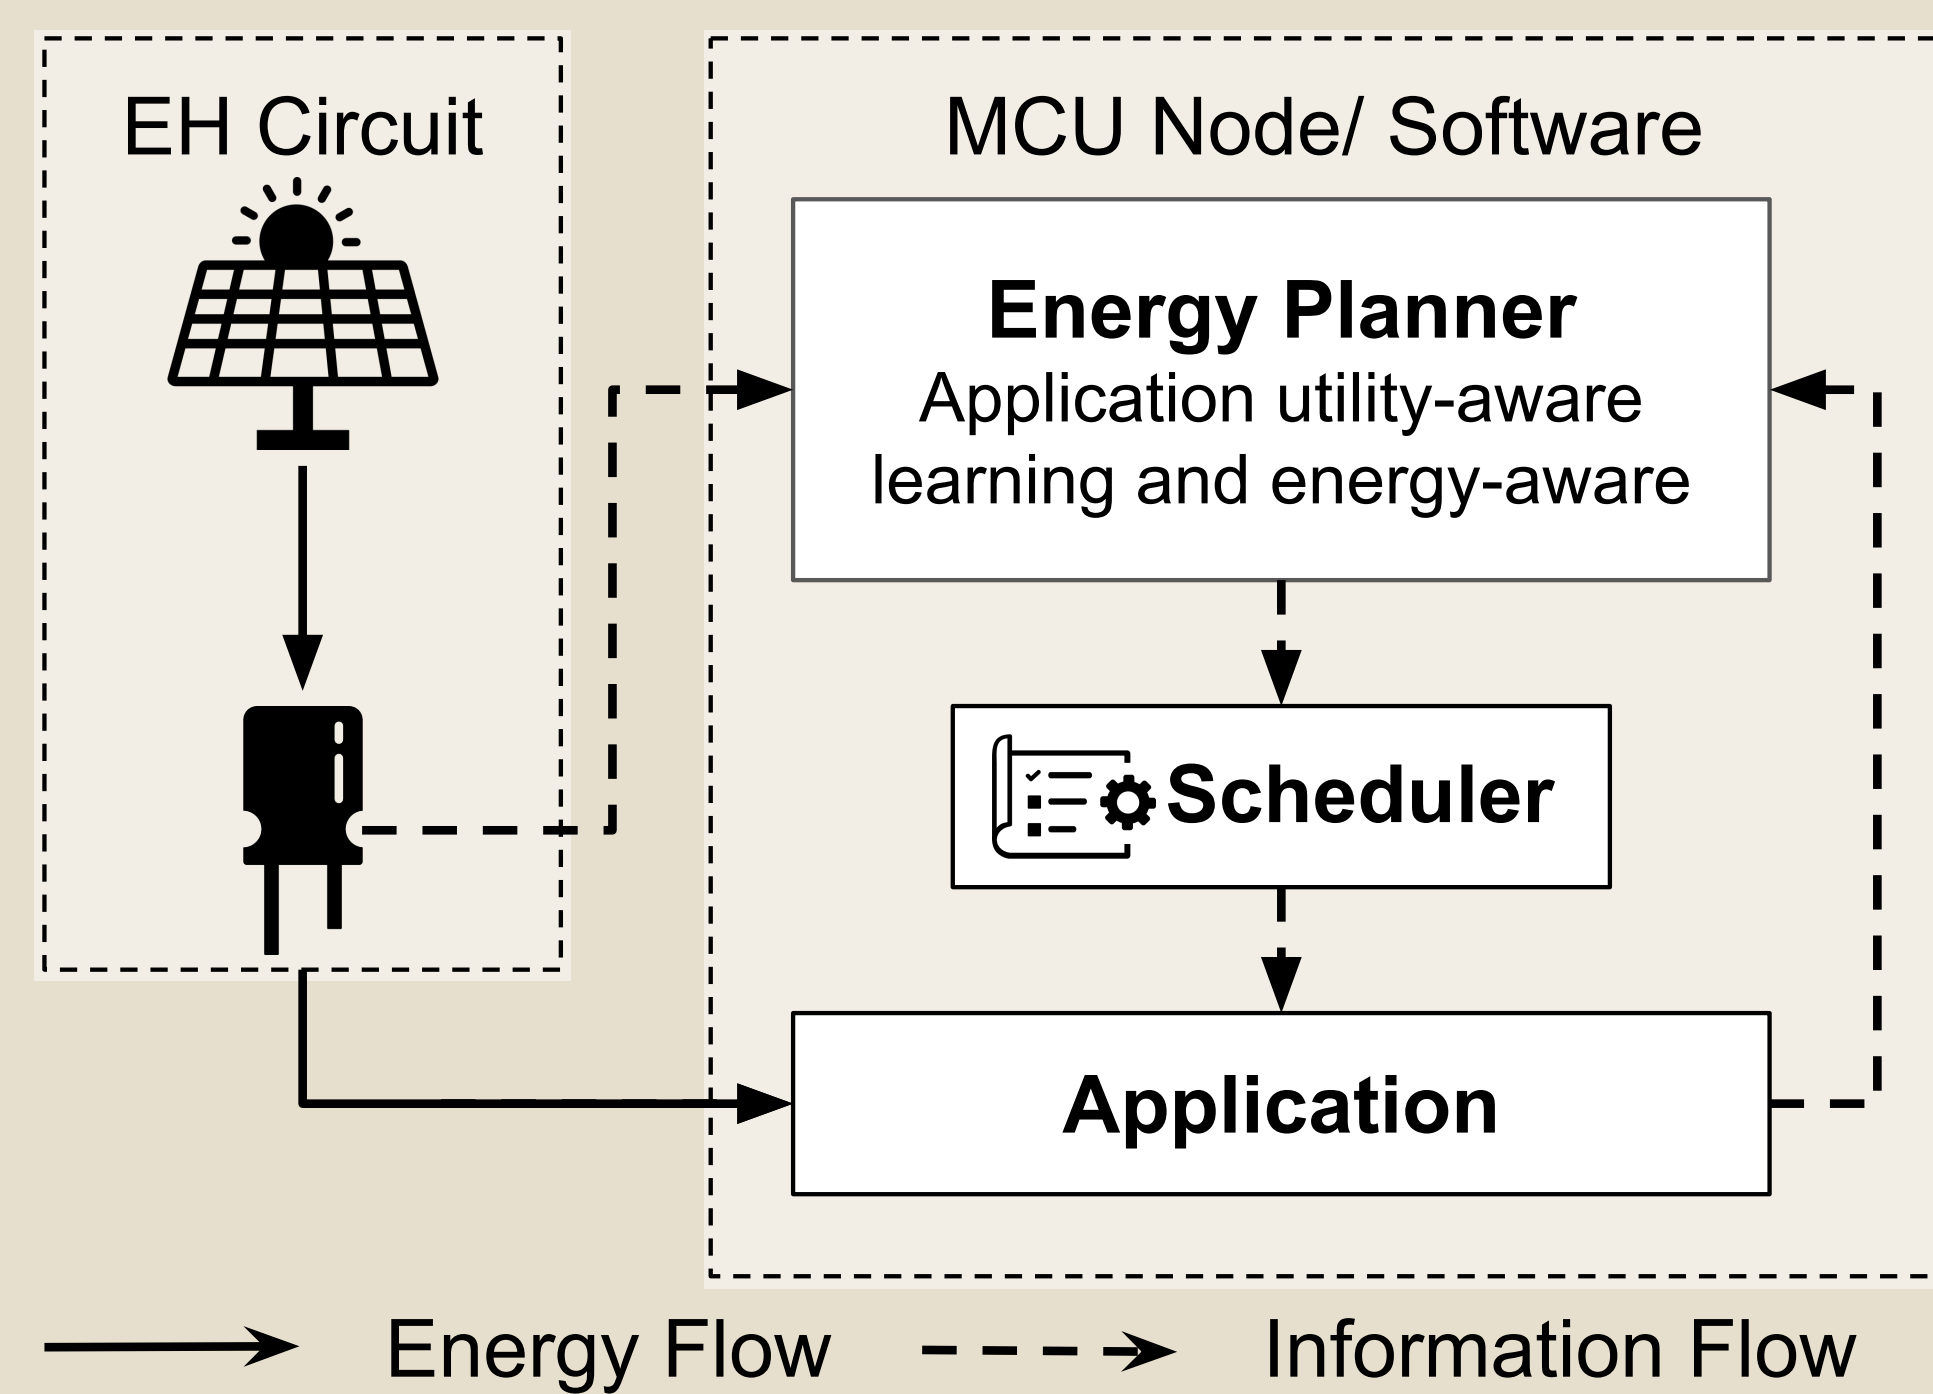 EH Circuit
MCU Node/ Software
Energy Planner
Application utility-aware
learning and energy-aware
Scheduler
Application
Energy Flow
Information Flow